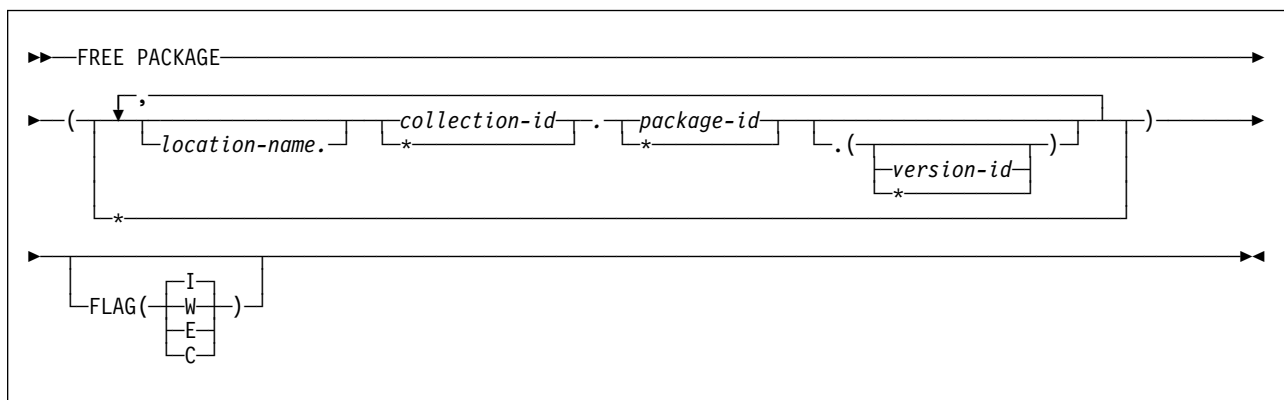 FREE PACKAGE
,
( location-name. collection-id . package-id .( version-id ) )
* * *
*
I
FLAG( W )
E
C